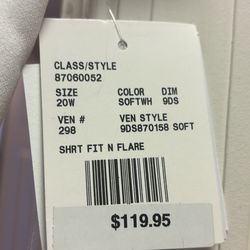 CLASS/STYLE
87060052
SIZE COLOR DIM
20W SOFTWH 9DS
VEN # VEN STYLE
298 9DS870158 SOFT
SHRT FIT N FLARE
$119.95